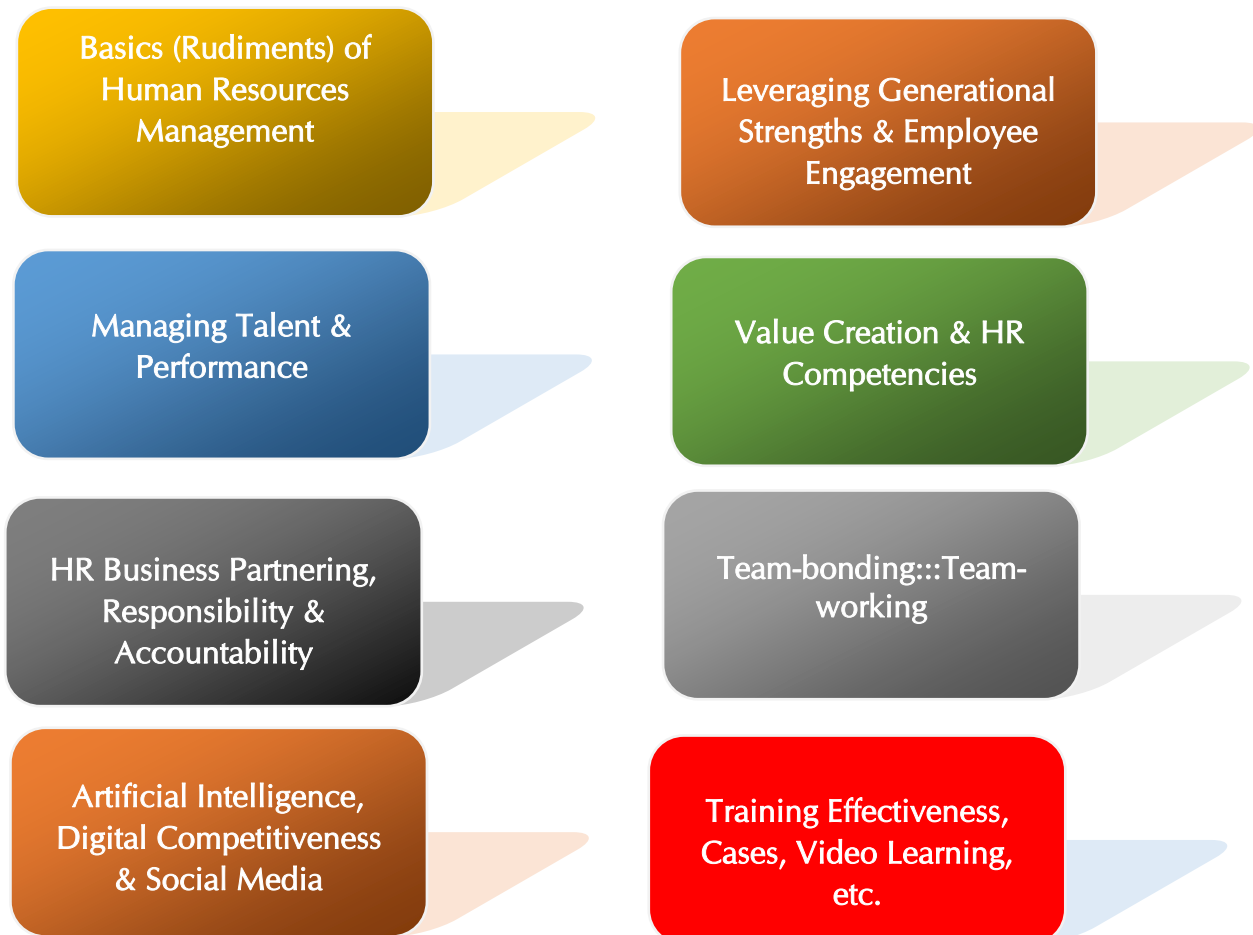 Basics (Rudiments) of
Human Resources
Management
Leveraging Generational
Strengths & Employee
Engagement
Managing Talent &
Performance
Value Creation & HR
Competencies
HR Business Partnering,
Responsibility &
Accountability
Team-bonding:::Team-
working
Artificial Intelligence,
Digital Competitiveness
& Social Media
Training Effectiveness,
Cases, Video Learning,
etc.